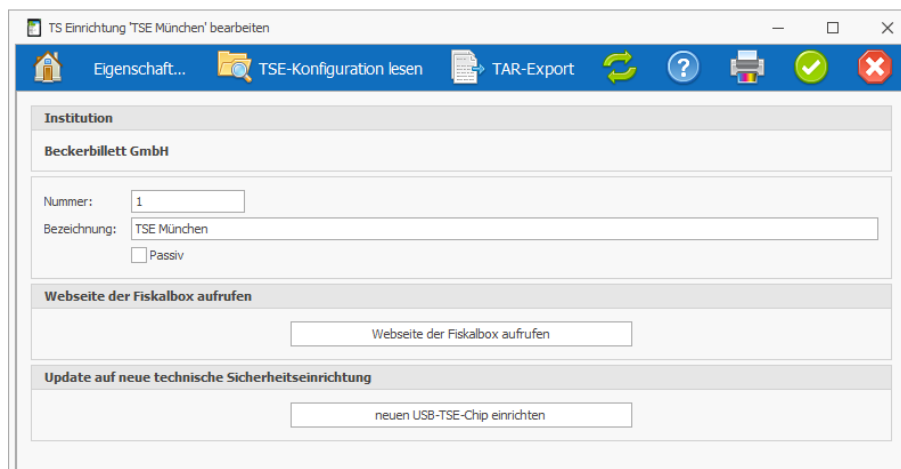 TS Einrichtung 'TSE München' bearbeiten
Eigenschaft... TSE-Konfiguration lesen TAR-Export
Institution
Beckerbillett GmbH
Nummer: 1
Bezeichnung: TSE München
Passiv
Webseite der Fiskalbox aufrufen
Webseite der Fiskalbox aufrufen
Update auf neue technische Sicherheitseinrichtung
neuen USB-TSE-Chip einrichten